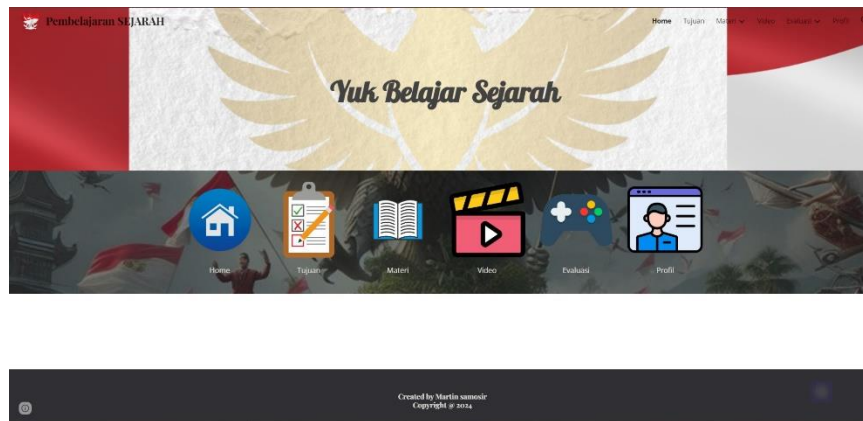 Pembelajaran SEJARAH
Home Tujuan Materi Video Evaluasi Profil
Yuk Belajar Sejarah
Home Tujuan Materi Video Evaluasi Profil
Created by Martin samosir
Copyright @ 2024